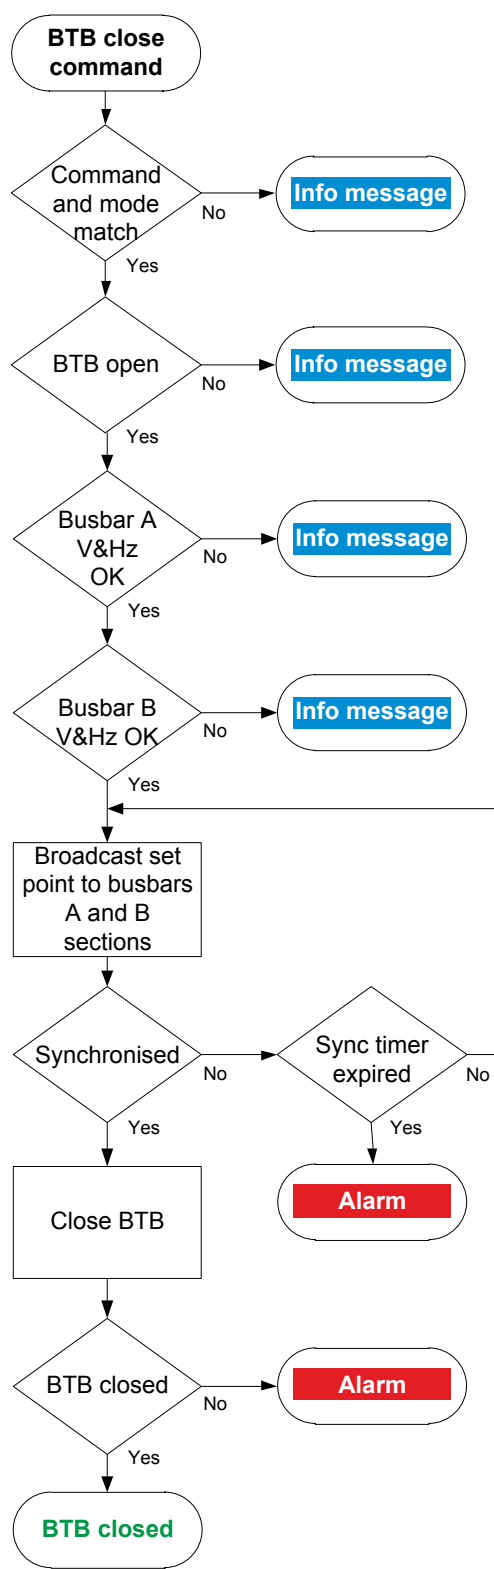 BTB close
command
Command
and mode
match
No
Info message
Yes
BTB open
No
Info message
Yes
Busbar A
V&Hz
OK
No
Info message
Yes
Busbar B
V&Hz OK
No
Info message
Yes
Broadcast set
point to busbars
A and B
sections
Synchronised
No
Sync timer
expired
No
Yes
Yes
Alarm
Close BTB
BTB closed
No
Alarm
Yes
BTB closed